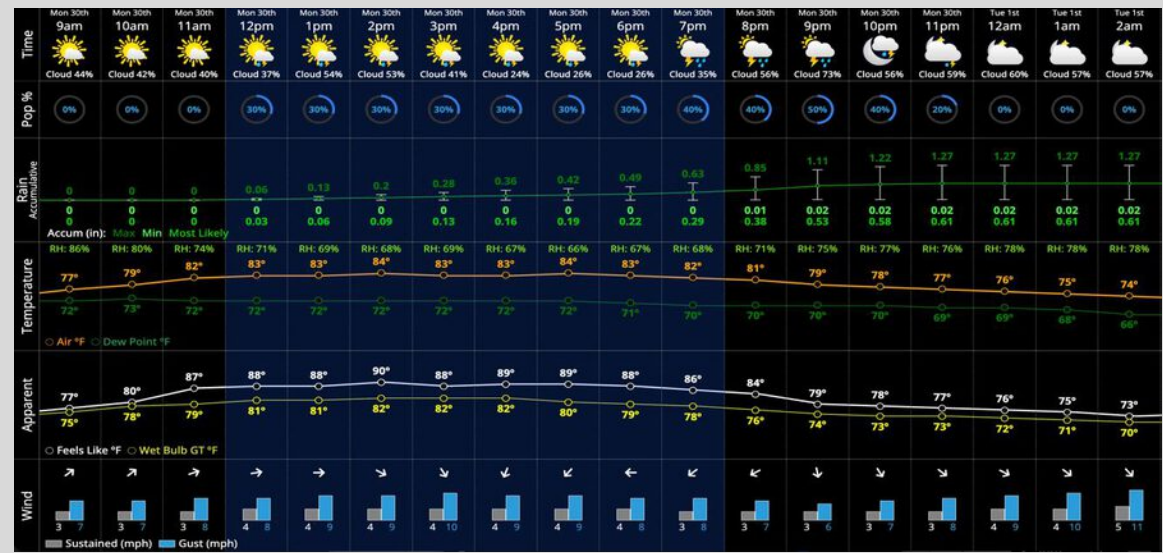 Time
Mon 30th Mon 30th Mon 30th Mon 30th Mon 30th Mon 30th Mon 30th Mon 30th Mon 30th Mon 30th Mon 30th Mon 30th Mon 30th Mon 30th Mon 30th Tue 1st Tue 1st Tue 1st
9am 10am 11am 12pm 1pm 2pm 3pm 4pm 5pm 6pm 7pm 8pm 9pm 10pm 11pm 12am 1am 2am
Cloud 44% Cloud 42% Cloud 40% Cloud 37% Cloud 54% Cloud 53% Cloud 41% Cloud 24% Cloud 26% Cloud 26% Cloud 35% Cloud 56% Cloud 73% Cloud 56% Cloud 59% Cloud 60% Cloud 57% Cloud 57%
Pop %
0% 0% 0% 30% 30% 30% 30% 30% 30% 30% 40% 40% 50% 40% 20% 0% 0% 0%
Rain
Accumulative
0 0 0 0.06 0.13 0.2 0.28 0.36 0.42 0.49 0.63 0.85 1.11 1.22 1.27 1.27 1.27 1.27
0 0 0 0 0 0 0 0 0 0 0 0.01 0.02 0.02 0.02 0.02 0.02 0.02
0 0 0 0.03 0.06 0.09 0.13 0.16 0.19 0.22 0.29 0.38 0.53 0.58 0.61 0.61 0.61 0.61
Accum (in): Max Min Most Likely
Temperature
RH: 86% RH: 80% RH: 74% RH: 71% RH: 69% RH: 68% RH: 69% RH: 67% RH: 66% RH: 67% RH: 68% RH: 71% RH: 75% RH: 77% RH: 76% RH: 78% RH: 78% RH: 78%
77° 79° 82° 83° 83° 84° 83° 83° 84° 83° 82° 81° 79° 78° 77° 76° 75° 74°
72° 73° 72° 72° 72° 72° 72° 72° 72° 71° 70° 70° 70° 70° 69° 69° 68° 66°
Air °F Dew Point °F
Apparent
77° 80° 87° 88° 88° 90° 88° 89° 89° 88° 86° 84° 79° 78° 77° 76° 75° 73°
75° 78° 79° 81° 81° 82° 82° 82° 80° 79° 78° 76° 74° 73° 73° 72° 71° 70°
Feels Like °F Wet Bulb GT °F
Wind
3 7 3 7 3 8 4 8 4 9 4 9 4 10 4 9 4 9 4 8 3 8 3 7 3 6 3 7 3 8 4 9 4 10 5 11
Sustained (mph) Gust (mph)